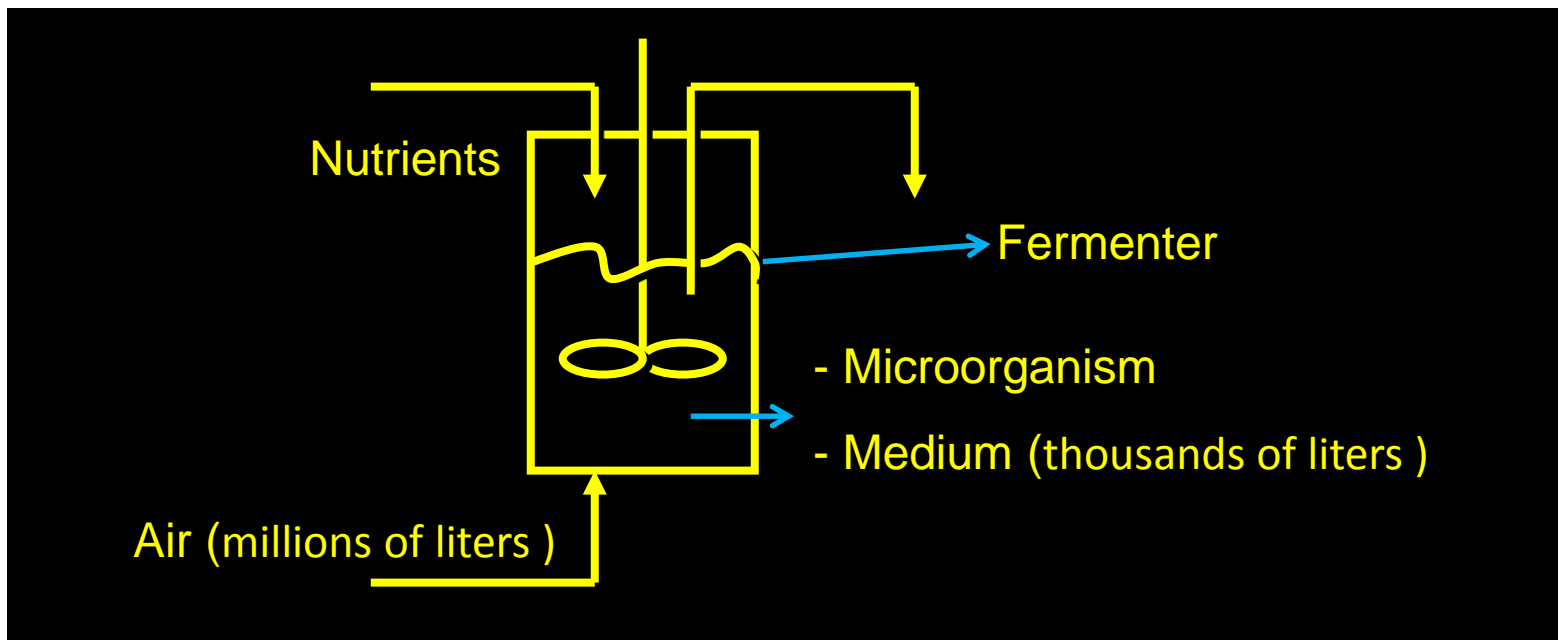 Nutrients
Fermenter
- Microorganism
- Medium (thousands of liters )
Air (millions of liters )